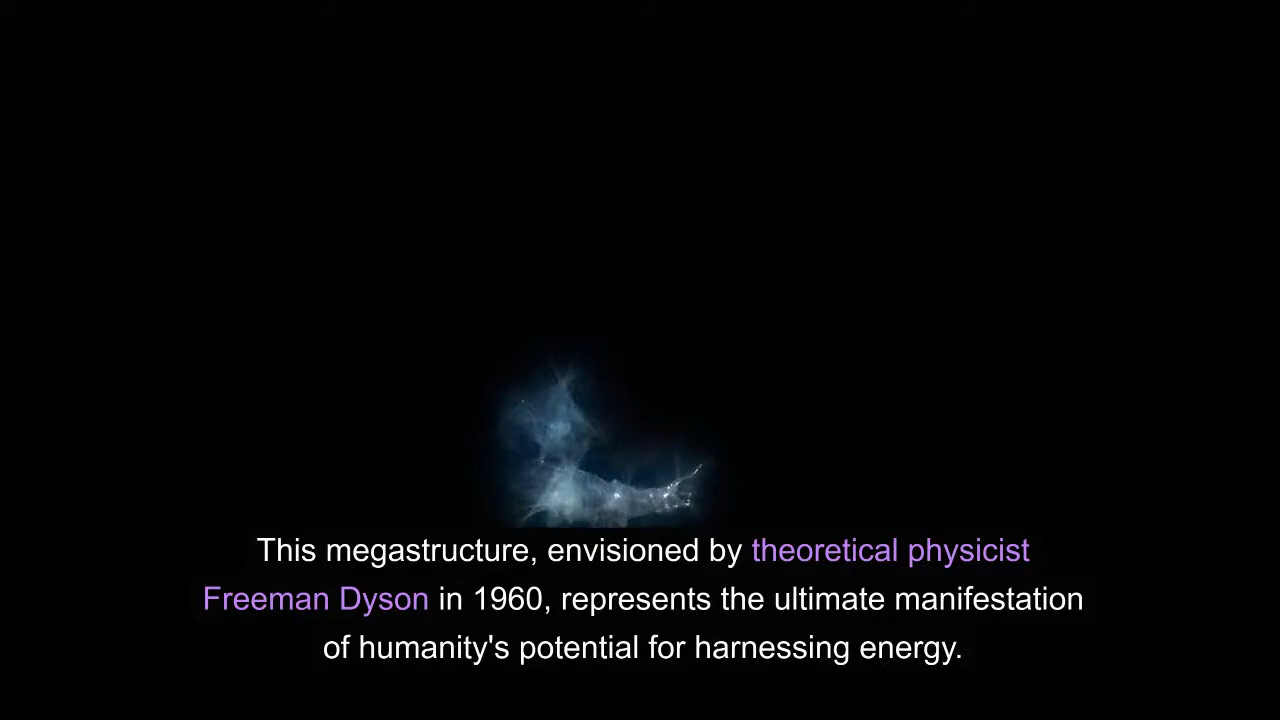 This megastructure, envisioned by theoretical physicist
Freeman Dyson in 1960, represents the ultimate manifestation
of humanity's potential for harnessing energy.